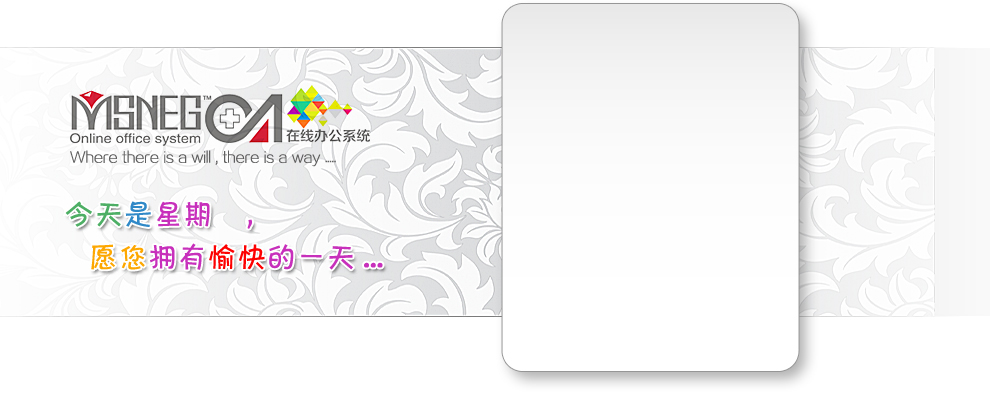 MSNEG™ OA
Online office system 在线办公系统
Where there is a will , there is a way .....
今天是星期 ，
愿您拥有愉快的一天 ...